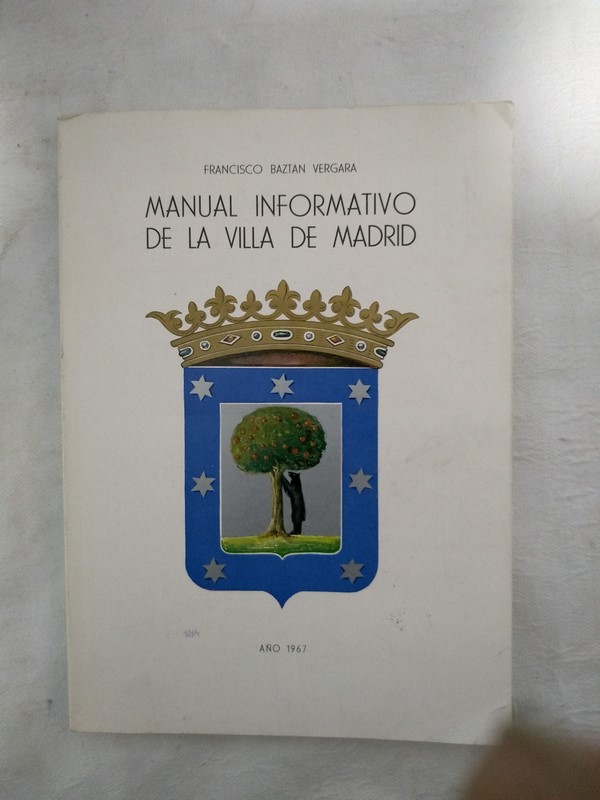 FRANCISCO BAZTAN VERGARA
MANUAL INFORMATIVO
DE LA VILLA DE MADRID
AÑO 1967